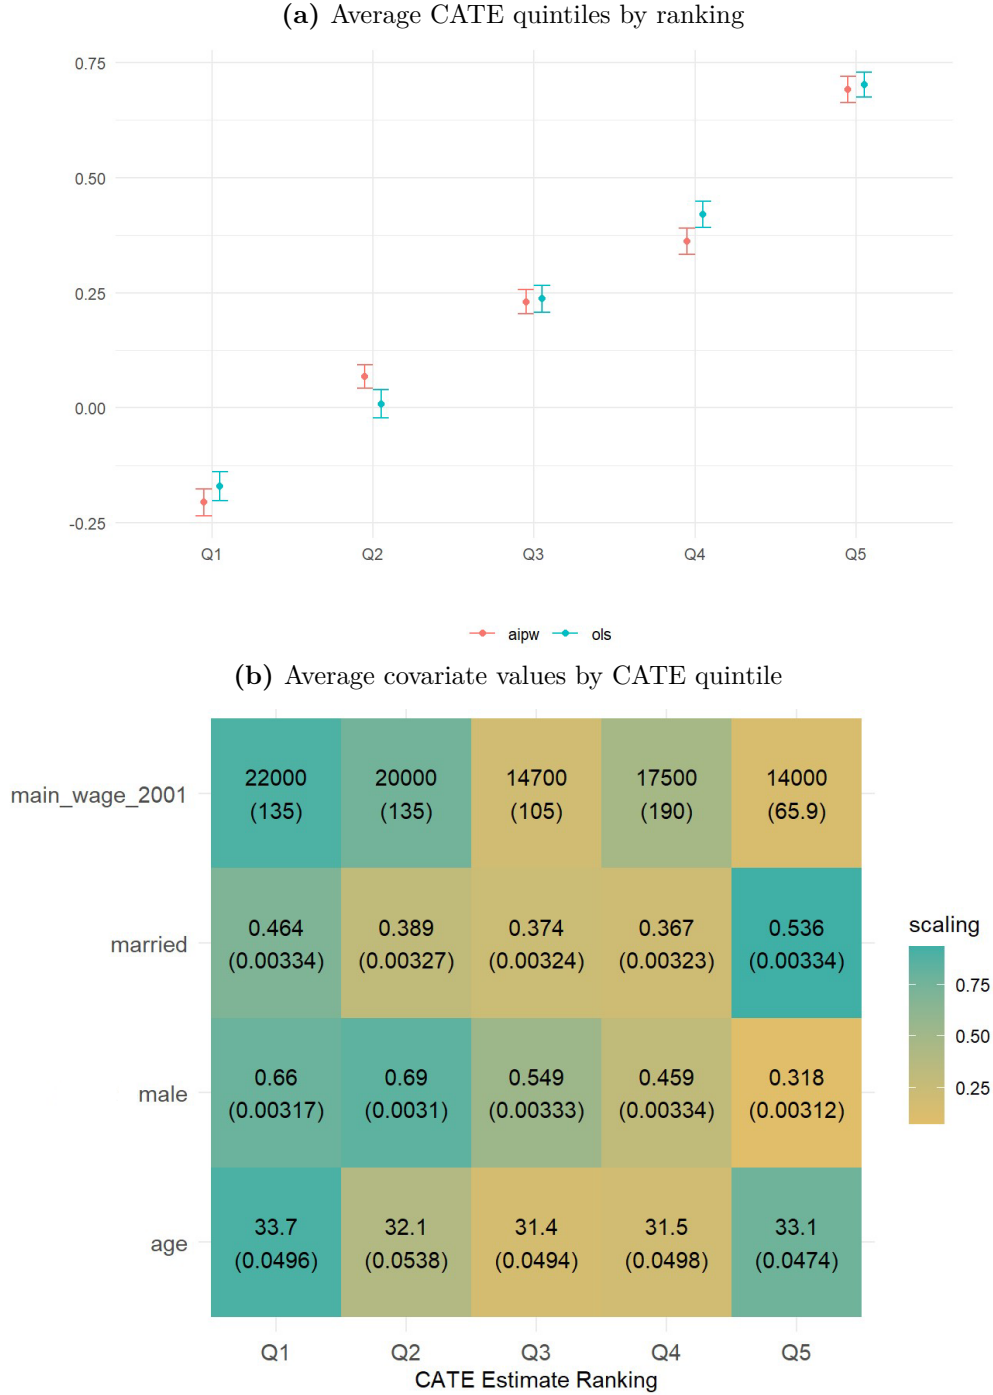 (a) Average CATE quintiles by ranking
0.75
0.50
0.25
0.00
-0.25
Q1 Q2 Q3 Q4 Q5
aipw ols
(b) Average covariate values by CATE quintile
main_wage_2001 22000 20000 14700 17500 14000
(135) (135) (105) (190) (65.9)
married 0.464 0.389 0.374 0.367 0.536
(0.00334) (0.00327) (0.00324) (0.00323) (0.00334)
male 0.66 0.69 0.549 0.459 0.318
(0.00317) (0.0031) (0.00333) (0.00334) (0.00312)
age 33.7 32.1 31.4 31.5 33.1
(0.0496) (0.0538) (0.0494) (0.0498) (0.0474)
Q1 Q2 Q3 Q4 Q5
CATE Estimate Ranking
scaling
0.75
0.50
0.25